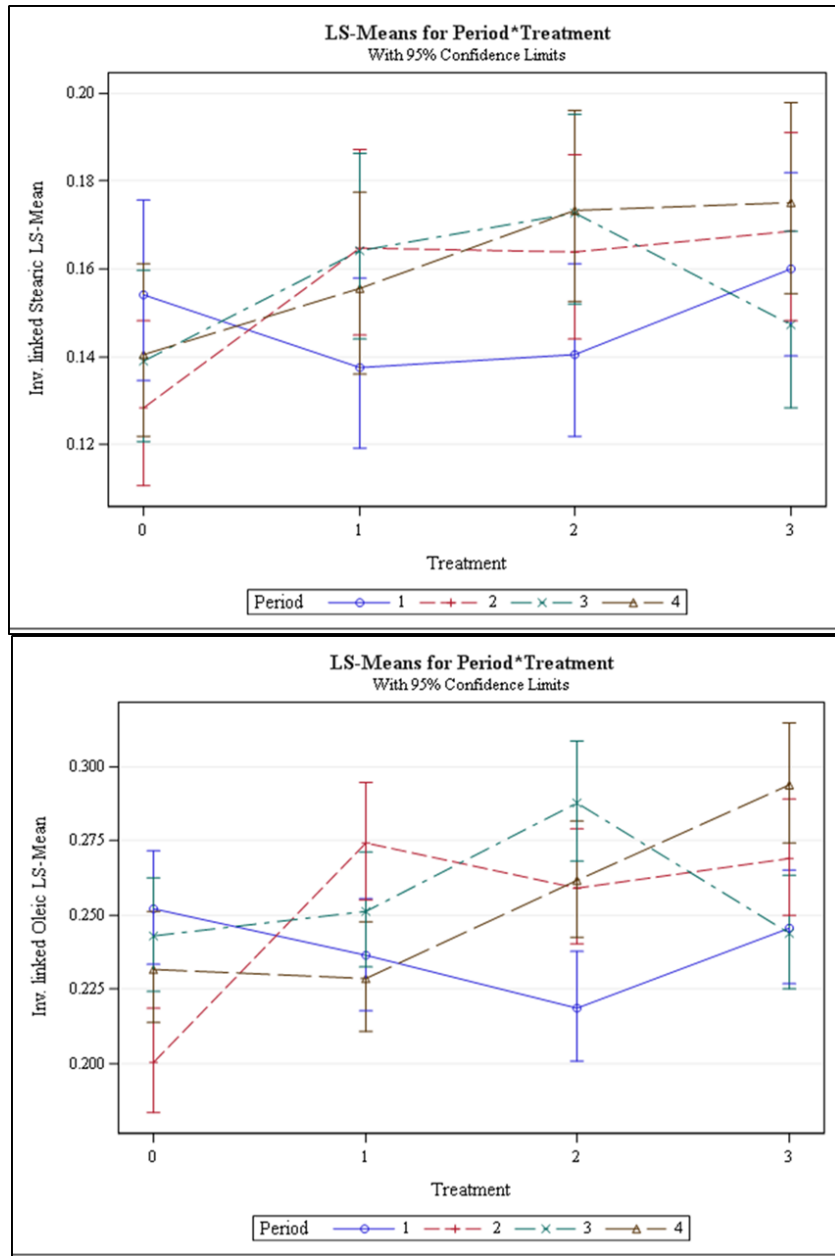 LS-Means for Period*Treatment
With 95% Confidence Limits
Inv. linked Stearic LS-Mean
0.20
0.18
0.16
0.14
0.12
0 1 2 3
Treatment
Period 1 2 3 4
LS-Means for Period*Treatment
With 95% Confidence Limits
Inv. linked Oleic LS-Mean
0.300
0.275
0.250
0.225
0.200
0 1 2 3
Treatment
Period 1 2 3 4